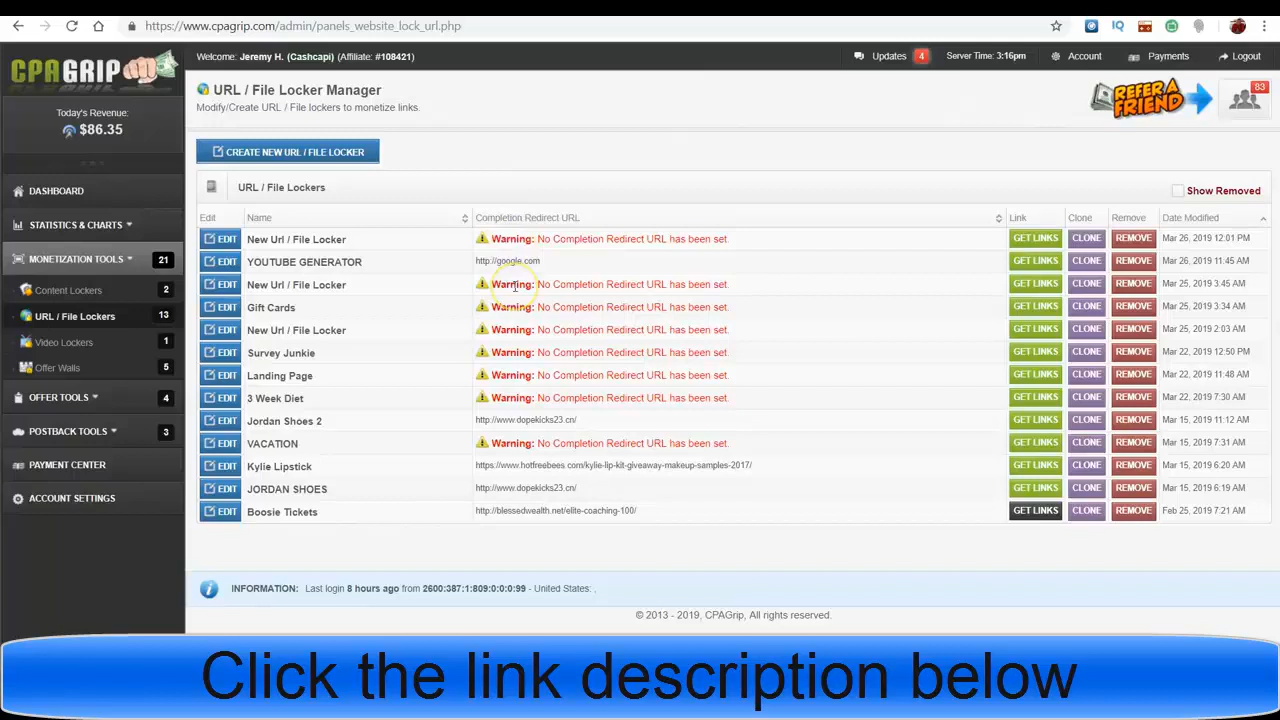 https://www.cpagrip.com/admin/panels_website_lock_url.php
CPAGRIP
Welcome: Jeremy H. (Cashcapi) (Affiliate: #108421)
Updates 4 Server Time: 3:16pm Account Payments Logout
Today's Revenue:
$86.35
URL / File Locker Manager
Modify/Create URL / File lockers to monetize links.
REFER A FRIEND
83
CREATE NEW URL / FILE LOCKER
DASHBOARD
STATISTICS & CHARTS
MONETIZATION TOOLS 21
Content Lockers 2
URL / File Lockers 13
Video Lockers 1
Offer Walls 5
OFFER TOOLS 4
POSTBACK TOOLS 3
PAYMENT CENTER
ACCOUNT SETTINGS
URL / File Lockers
Show Removed
Edit Name Completion Redirect URL Link Clone Remove Date Modified
EDIT New Url / File Locker Warning: No Completion Redirect URL has been set. GET LINKS CLONE REMOVE Mar 26, 2019 12:01 PM
EDIT YOUTUBE GENERATOR http://google.com GET LINKS CLONE REMOVE Mar 26, 2019 11:45 AM
EDIT New Url / File Locker Warning: No Completion Redirect URL has been set. GET LINKS CLONE REMOVE Mar 25, 2019 3:45 AM
EDIT Gift Cards Warning: No Completion Redirect URL has been set. GET LINKS CLONE REMOVE Mar 25, 2019 3:34 AM
EDIT New Url / File Locker Warning: No Completion Redirect URL has been set. GET LINKS CLONE REMOVE Mar 25, 2019 2:03 AM
EDIT Survey Junkie Warning: No Completion Redirect URL has been set. GET LINKS CLONE REMOVE Mar 22, 2019 12:50 PM
EDIT Landing Page Warning: No Completion Redirect URL has been set. GET LINKS CLONE REMOVE Mar 22, 2019 11:48 AM
EDIT 3 Week Diet Warning: No Completion Redirect URL has been set. GET LINKS CLONE REMOVE Mar 22, 2019 7:30 AM
EDIT Jordan Shoes 2 http://www.dopekicks23.cn/ GET LINKS CLONE REMOVE Mar 15, 2019 11:12 AM
EDIT VACATION Warning: No Completion Redirect URL has been set. GET LINKS CLONE REMOVE Mar 15, 2019 7:31 AM
EDIT Kylie Lipstick https://www.hotfreebees.com/kylie-lip-kit-giveaway-makeup-samples-2017/ GET LINKS CLONE REMOVE Mar 15, 2019 6:20 AM
EDIT JORDAN SHOES http://www.dopekicks23.cn/ GET LINKS CLONE REMOVE Mar 15, 2019 6:19 AM
EDIT Boosie Tickets http://blessedwealth.net/elite-coaching-100/ GET LINKS CLONE REMOVE Feb 25, 2019 7:21 AM
INFORMATION: Last login 8 hours ago from 2600:387:1:809:0:0:0:99 - United States: .
© 2013 - 2019, CPAGrip, All rights reserved.
Click the link description below